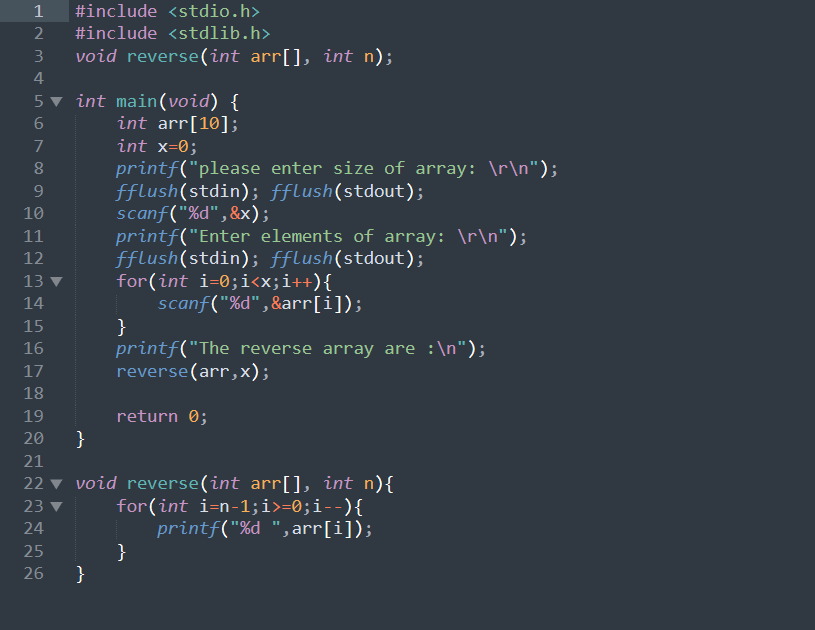 1 #include <stdio.h>
2 #include <stdlib.h>
3 void reverse(int arr[], int n);
4
5 int main(void) {
6     int arr[10];
7     int x=0;
8     printf("please enter size of array: \r\n");
9     fflush(stdin); fflush(stdout);
10     scanf("%d",&x);
11     printf("Enter elements of array: \r\n");
12     fflush(stdin); fflush(stdout);
13     for(int i=0;i<x;i++){
14         scanf("%d",&arr[i]);
15     }
16     printf("The reverse array are :\n");
17     reverse(arr,x);
18
19     return 0;
20 }
21
22 void reverse(int arr[], int n){
23     for(int i=n-1;i>=0;i--){
24         printf("%d ",arr[i]);
25     }
26 }